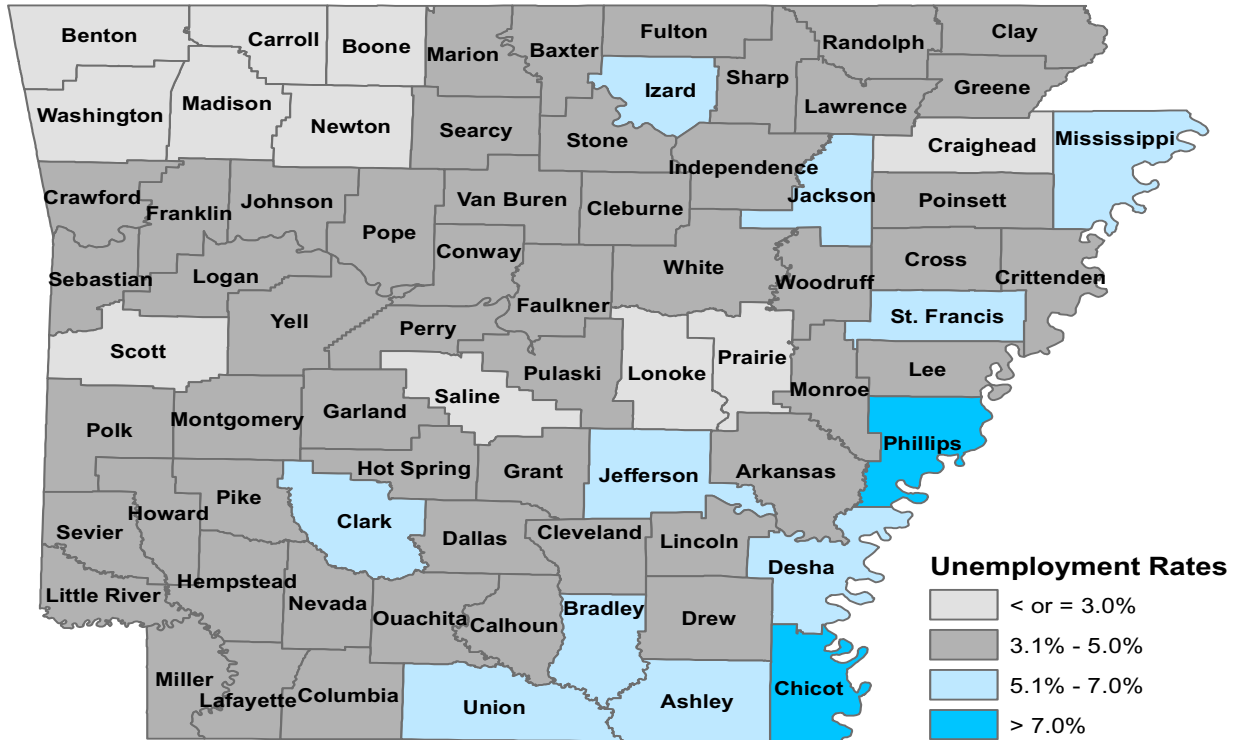 Benton
Carroll
Boone
Marion
Baxter
Fulton
Randolph
Clay
Izard
Sharp
Greene
Washington
Madison
Newton
Searcy
Stone
Lawrence
Craighead
Mississippi
Independence
Crawford
Franklin
Johnson
Pope
Van Buren
Cleburne
Jackson
Poinsett
Sebastian
Logan
Conway
White
Woodruff
Cross
Crittenden
Yell
Perry
Faulkner
St. Francis
Scott
Saline
Pulaski
Lonoke
Prairie
Monroe
Lee
Polk
Montgomery
Garland
Hot Spring
Grant
Jefferson
Arkansas
Phillips
Sevier
Howard
Pike
Clark
Dallas
Cleveland
Lincoln
Desha
Little River
Hempstead
Nevada
Ouachita
Calhoun
Bradley
Drew
Miller
Lafayette
Columbia
Union
Ashley
Chicot
Unemployment Rates
< or = 3.0%
3.1% - 5.0%
5.1% - 7.0%
> 7.0%